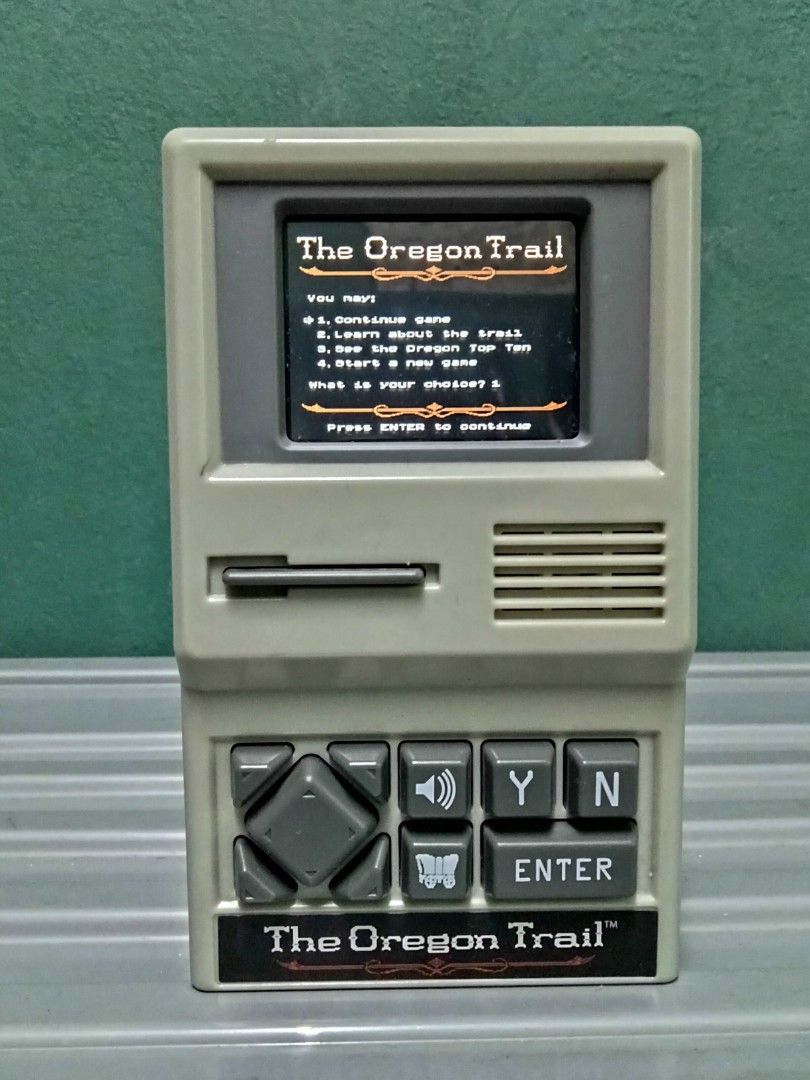 The Oregon Trail
You may:
1. Continue game
2. Learn about the trail
3. See the Oregon Top Ten
4. Start a new game
What is your choice? 1
Press ENTER to continue
Y N
ENTER
The Oregon Trail™